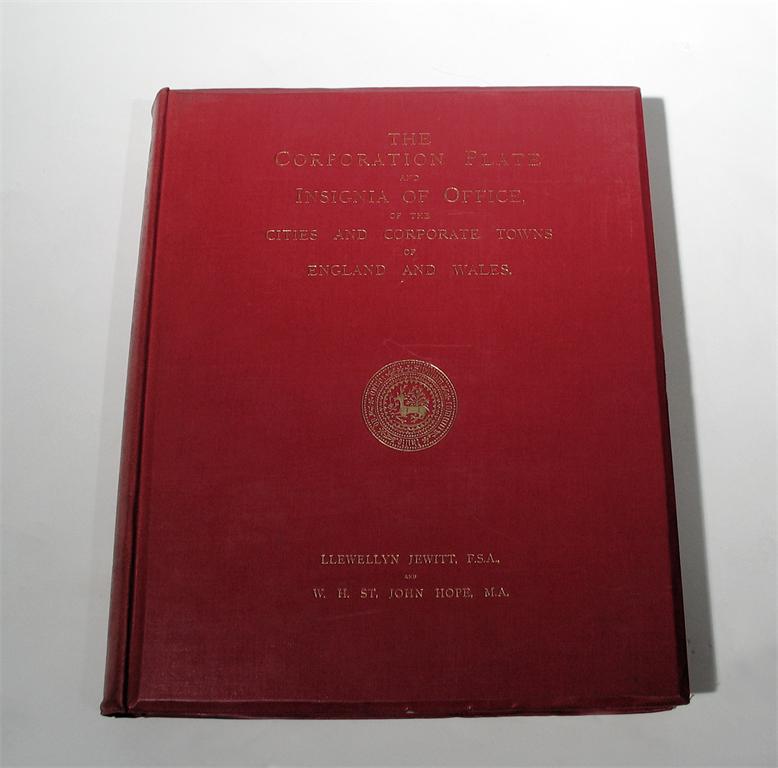 THE
CORPORATION PLATE
AND
INSIGNIA OF OFFICE,
OF THE
CITIES AND CORPORATE TOWNS
OF
ENGLAND AND WALES.
LLEWELLYN JEWITT, F.S.A.,
AND
W. H. ST. JOHN HOPE, M.A.